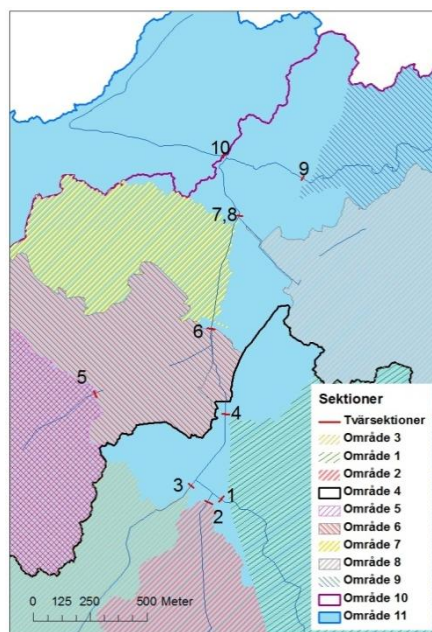 10
9
7,8
6
5
4
3
1
2
Sektioner
Tvärsektioner
Område 3
Område 1
Område 2
Område 4
Område 5
Område 6
Område 7
Område 8
Område 9
Område 10
Område 11
0 125 250 500 Meter